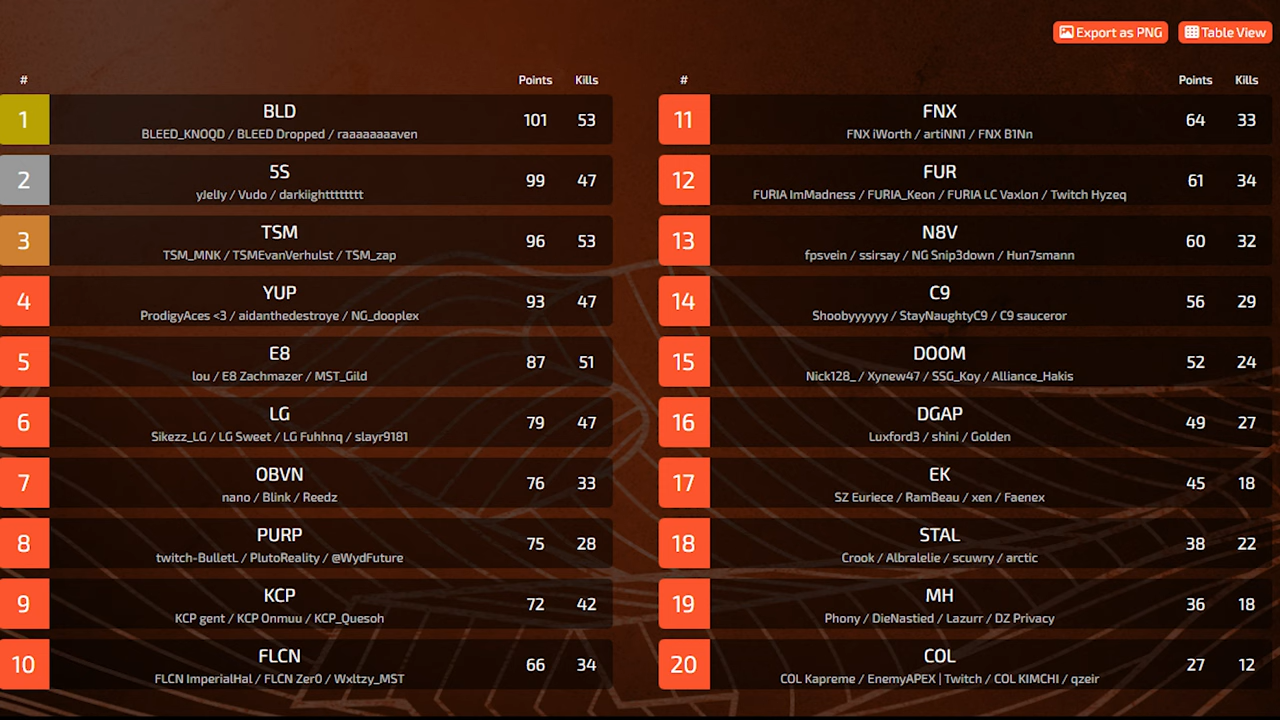 Export as PNG Table View
# Points Kills
1 BLD 101 53
BLEED_KNOQD / BLEED Dropped / raaaaaaaaven
2 5S 99 47
yJellly / Vudo / darkiighttttttttt
3 TSM 96 53
TSM_MNK / TSMEvanVerhulst / TSM_zap
4 YUP 93 47
ProdigyAces <3 / aidanthedestroye / NG_dooplex
5 E8 87 51
lou / E8 Zachmazer / MST_Gild
6 LG 79 47
Sikezz_LG / LG Sweet / LG Fuhhnq / slayr9181
7 OBVN 76 33
nano / Blink / Reedz
8 PURP 75 28
twitch-BulletL / PlutoReality / @WydFuture
9 KCP 72 42
KCP gent / KCP Onmuu / KCP_Quesoh
10 FLCN 66 34
FLCN ImperialHal / FLCN Zer0 / Wxltzy_MST
# Points Kills
11 FNX 64 33
FNX iWorth / artiNN1 / FNX B1Nn
12 FUR 61 34
FURIA ImMadness / FURIA_Keon / FURIA LC Vaxlon / Twitch Hyzeq
13 N8V 60 32
fpsvein / ssirsay / NG Snip3down / Hun7smann
14 C9 56 29
Shoobyyyyyy / StayNaughtyC9 / C9 sauceror
15 DOOM 52 24
Nick128_ / Xynew47 / SSG_Koy / Alliance_Hakis
16 DGAP 49 27
Luxford3 / shini / Golden
17 EK 45 18
SZ Euriece / RamBeau / xen / Faenex
18 STAL 38 22
Crook / Albralelie / scuwry / arctic
19 MH 36 18
Phony / DieNastied / Lazurr / DZ Privacy
20 COL 27 12
COL Kapreme / EnemyAPEX | Twitch / COL KIMCHI / qzeir